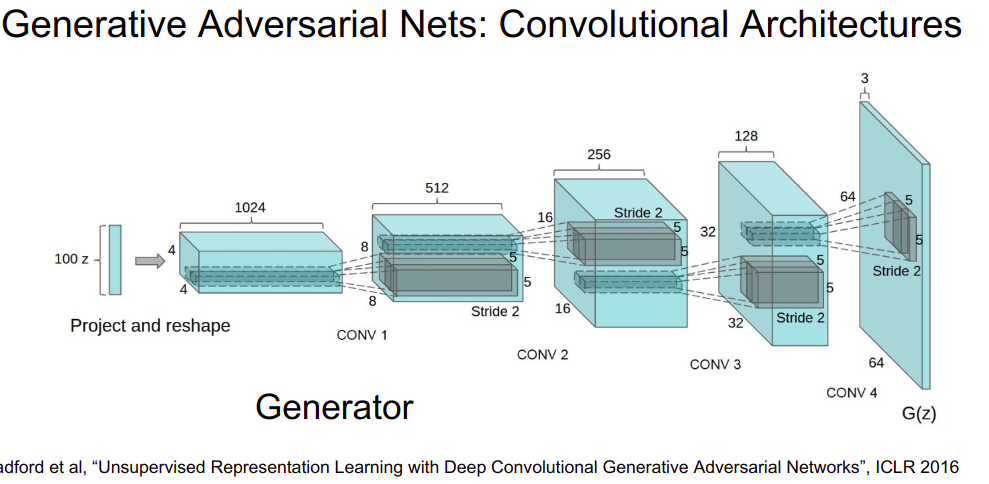 Generative Adversarial Nets: Convolutional Architectures
3
128
256
512
1024
64
5
16
Stride 2
5
32
5
4
8
5
5
5
Stride 2
100 z
4
5
5
8
Stride 2
16
32
Stride 2
Project and reshape
CONV 1
CONV 2
CONV 3
64
CONV 4
G(z)
Generator
adford et al, “Unsupervised Representation Learning with Deep Convolutional Generative Adversarial Networks”, ICLR 2016